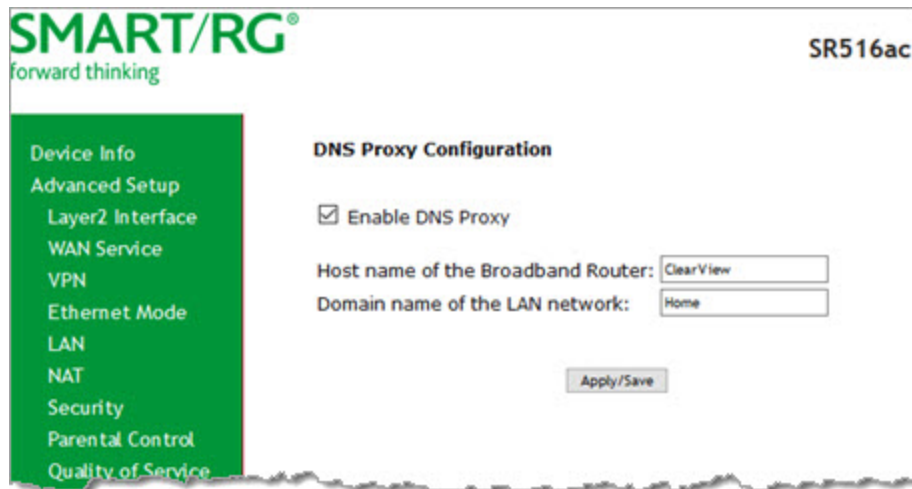 SMART/RG®
forward thinking
SR516ac
Device Info
Advanced Setup
Layer2 Interface
WAN Service
VPN
Ethernet Mode
LAN
NAT
Security
Parental Control
Quality of Service
DNS Proxy Configuration
Enable DNS Proxy
Host name of the Broadband Router: ClearView
Domain name of the LAN network: Home
Apply/Save